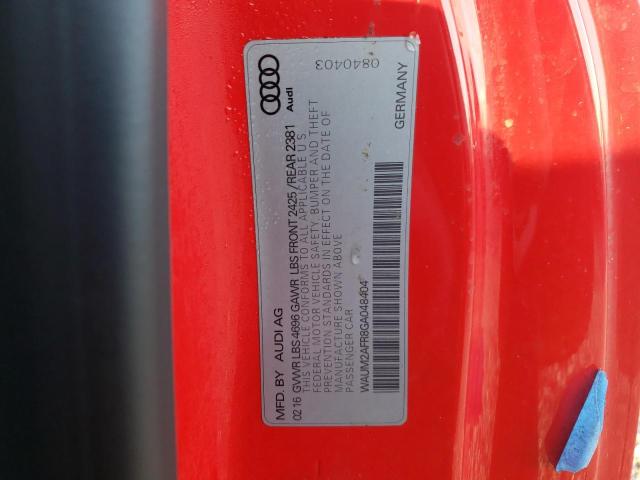 MFD. BY AUDI AG
0216 GVWR LBS 4696 GAWR LBS FRONT 2425 /REAR 2381
THIS VEHICLE CONFORMS TO ALL APPLICABLE U S
FEDERAL MOTOR VEHICLE SAFETY, BUMPER AND THEFT
PREVENTION STANDARDS IN EFFECT ON THE DATE OF
MANUFACTURE SHOWN ABOVE
PASSENGER CAR
WAUM2AFR8GA048404
GERMANY
Audi
0840403